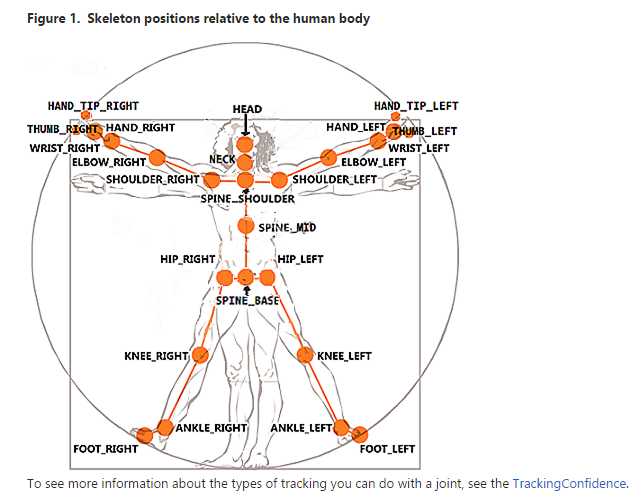 Figure 1. Skeleton positions relative to the human body
HAND_TIP_RIGHT
HEAD
HAND_TIP_LEFT
THUMB_RIGHT
HAND_RIGHT
HAND_LEFT
THUMB_LEFT
WRIST_RIGHT
WRIST_LEFT
NECK
ELBOW_RIGHT
ELBOW_LEFT
SHOULDER_RIGHT
SHOULDER_LEFT
SPINE_SHOULDER
SPINE_MID
HIP_RIGHT
HIP_LEFT
SPINE_BASE
KNEE_RIGHT
KNEE_LEFT
ANKLE_RIGHT
ANKLE_LEFT
FOOT_RIGHT
FOOT_LEFT
To see more information about the types of tracking you can do with a joint, see the TrackingConfidence.